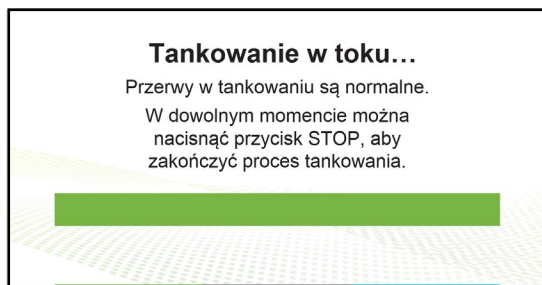 Tankowanie w toku…
Przerwy w tankowaniu są normalne.
W dowolnym momencie można
nacisnąć przycisk STOP, aby
zakończyć proces tankowania.